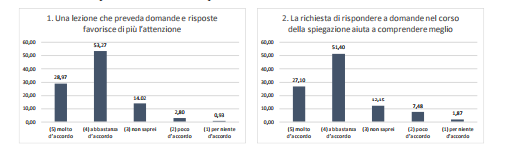 1. Una lezione che preveda domande e risposte
favorisce di più l'attenzione
60,00
50,00
40,00
30,00
20,00
10,00
0,00
28,97
53,27
14,02
2,80
0,93
(5) molto d'accordo
(4) abbastanza d'accordo
(3) non saprei
(2) poco d'accordo
(1) per niente d'accordo
2. La richiesta di rispondere a domande nel corso
della spiegazione aiuta a comprendere meglio
60,00
50,00
40,00
30,00
20,00
10,00
0,00
27,10
51,40
7,48
1,87
(5) molto d'accordo
(4) abbastanza d'accordo
(3) non saprei
(2) poco d'accordo
(1) per niente d'accordo